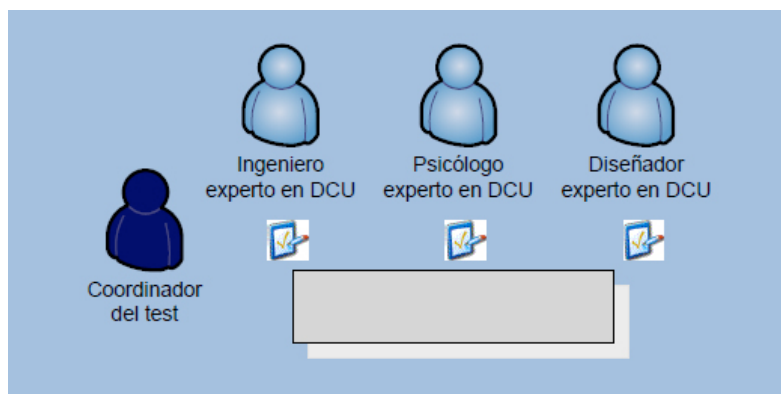 Ingeniero
experto en DCU
Psicólogo
experto en DCU
Diseñador
experto en DCU
Coordinador
del test